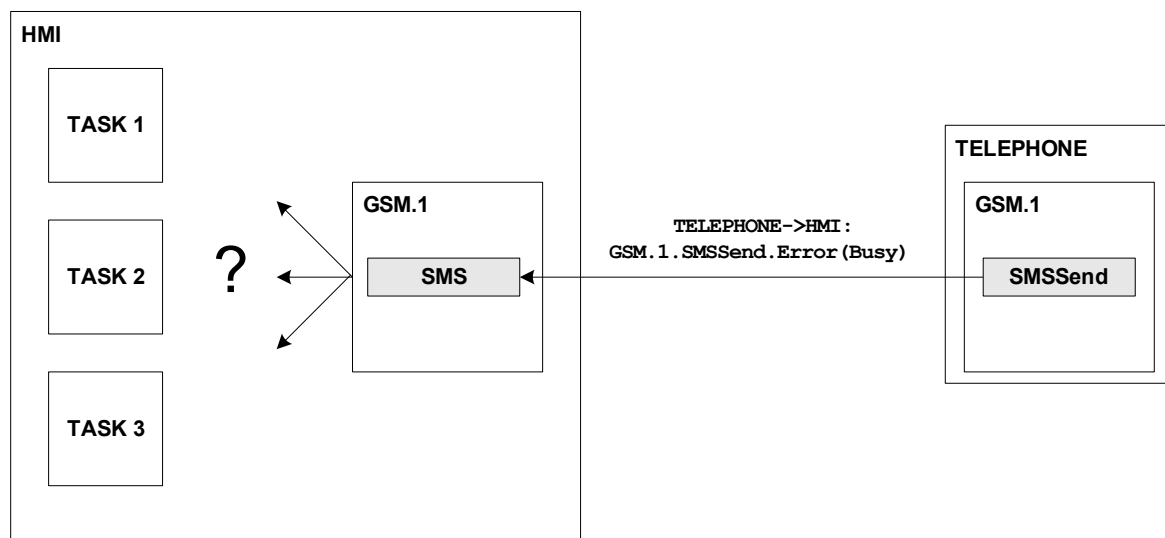 HMI
TASK 1
TELEPHONE
GSM.1
GSM.1
TASK 2
?
SMS
TELEPHONE->HMI:
GSM.1.SMSSend.Error(Busy)
SMSSend
TASK 3